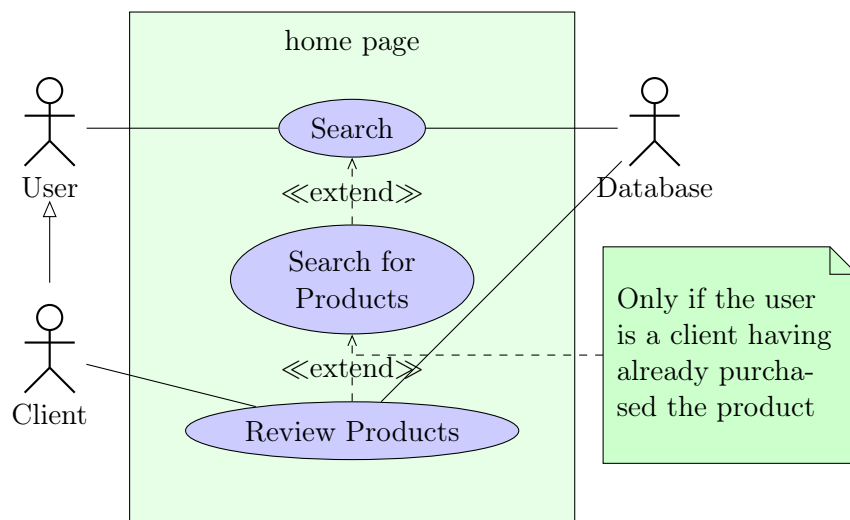 home page
Search
User
Database
≪extend≫
Search for
Products
Only if the user
is a client having
already purcha-
sed the product
≪extend≫
Client
Review Products